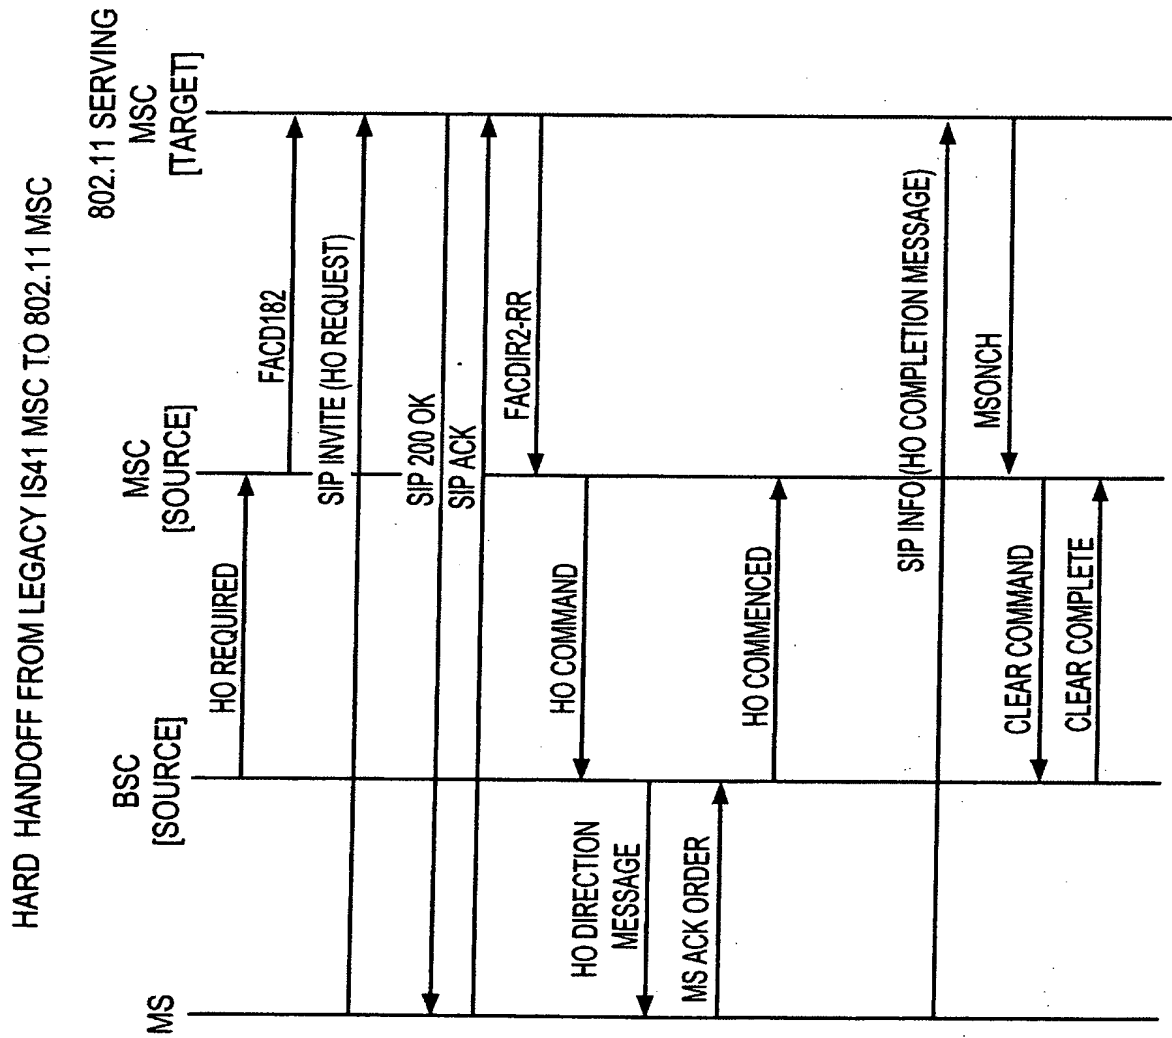 HARD HANDOFF FROM LEGACY IS41 MSC TO 802.11 MSC
MS
BSC
[SOURCE]
MSC
[SOURCE]
802.11 SERVING
MSC
[TARGET]
HO REQUIRED
FACD182
SIP INVITE (HO REQUEST)
SIP 200 OK
SIP ACK
FACDIR2-RR
HO COMMAND
HO DIRECTION
MESSAGE
MS ACK ORDER
HO COMMENCED
SIP INFO (HO COMPLETION MESSAGE)
MSONCH
CLEAR COMMAND
CLEAR COMPLETE